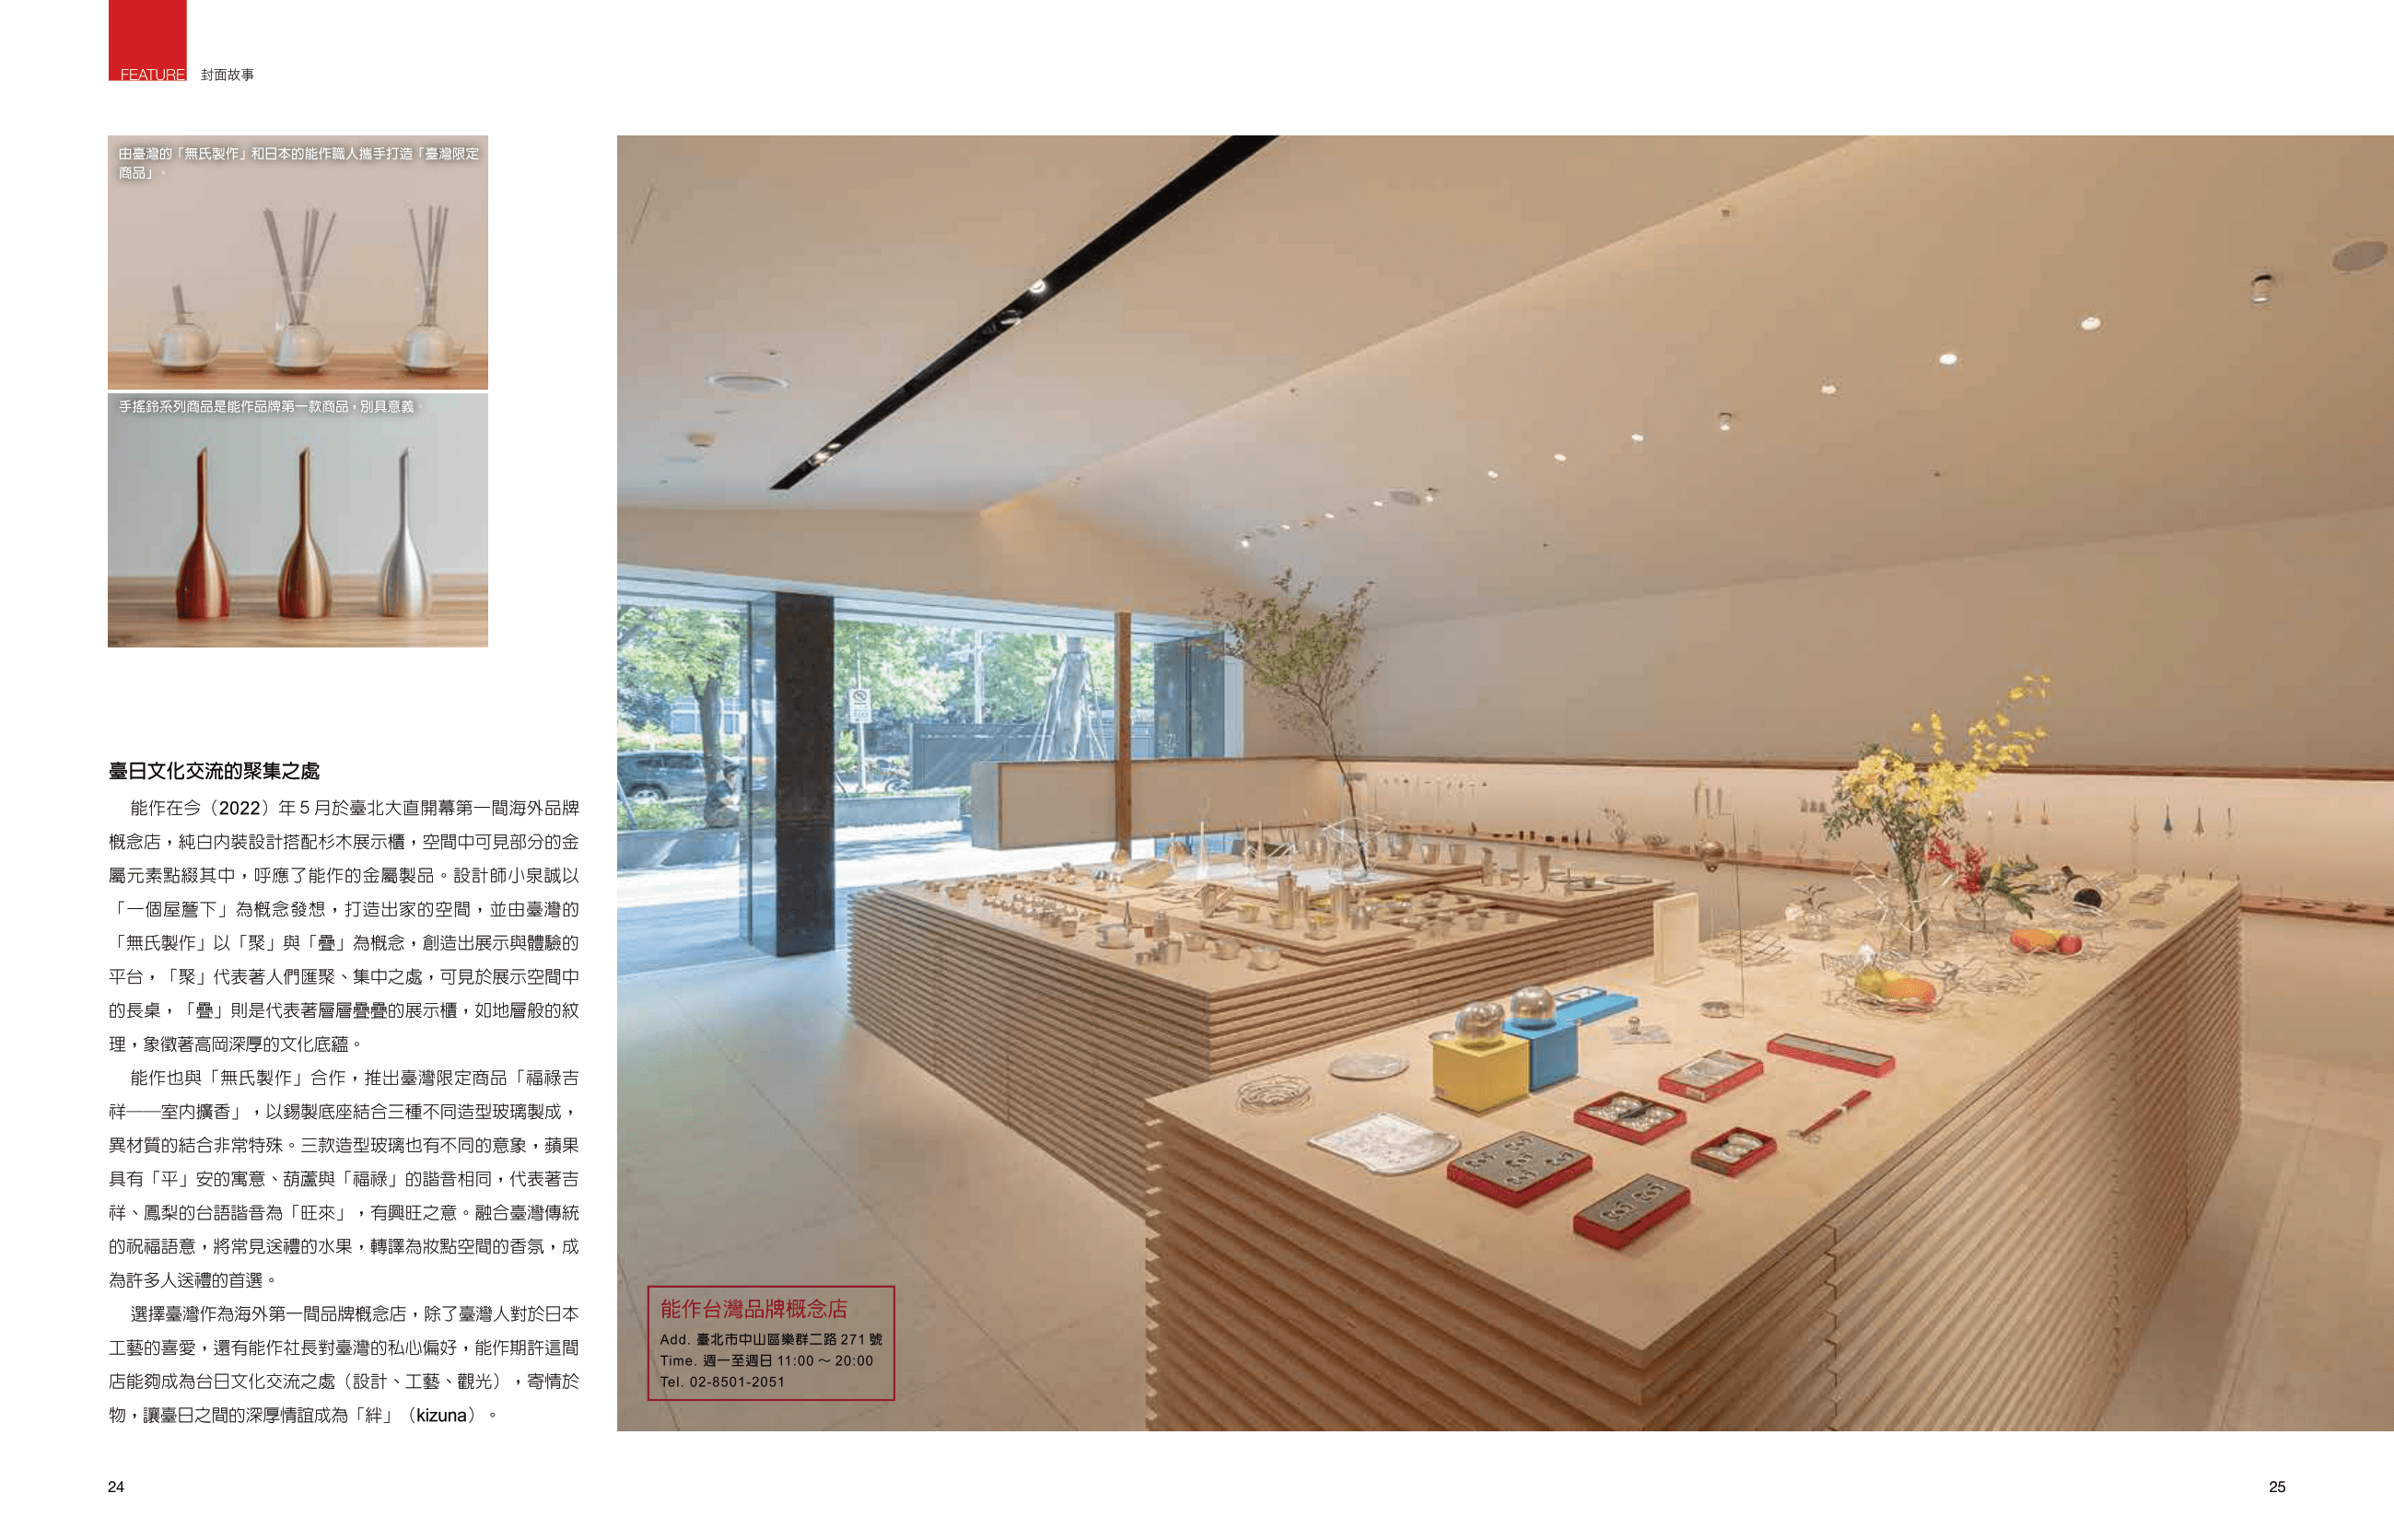 FEATURE 封面故事
由臺灣的「無氏製作」和日本的能作職人攜手打造「臺灣限定
商品」。
手搖鈴系列商品是能作品牌第一款商品，別具意義。
臺日文化交流的聚集之處
能作在今（2022）年５月於臺北大直開幕第一間海外品牌
概念店，純白內裝設計搭配杉木展示櫃，空間中可見部分的金
屬元素點綴其中，呼應了能作的金屬製品。設計師小泉誠以
「一個屋簷下」為概念發想，打造出家的空間，並由臺灣的
「無氏製作」以「聚」與「疊」為概念，創造出展示與體驗的
平台，「聚」代表著人們匯聚、集中之處，可見於展示空間中
的長桌，「疊」則是代表著層層疊疊的展示櫃，如地層般的紋
理，象徵著高岡深厚的文化底蘊。
能作也與「無氏製作」合作，推出臺灣限定商品「福祿吉
祥──室內擴香」，以錫製底座結合三種不同造型玻璃製成，
異材質的結合非常特殊。三款造型玻璃也有不同的意象，蘋果
具有「平」安的寓意、葫蘆與「福祿」的諧音相同，代表著吉
祥、鳳梨的台語諧音為「旺來」，有興旺之意。融合臺灣傳統
的祝福語意，將常見送禮的水果，轉譯為妝點空間的香氛，成
為許多人送禮的首選。
選擇臺灣作為海外第一間品牌概念店，除了臺灣人對於日本
工藝的喜愛，還有能作社長對臺灣的私心偏好，能作期許這間
店能夠成為台日文化交流之處（設計、工藝、觀光），寄情於
物，讓臺日之間的深厚情誼成為「絆」（kizuna）。
能作台灣品牌概念店
Add. 臺北市中山區樂群二路 271 號
Time. 週一至週日 11:00 ～ 20:00
Tel. 02-8501-2051
24
25